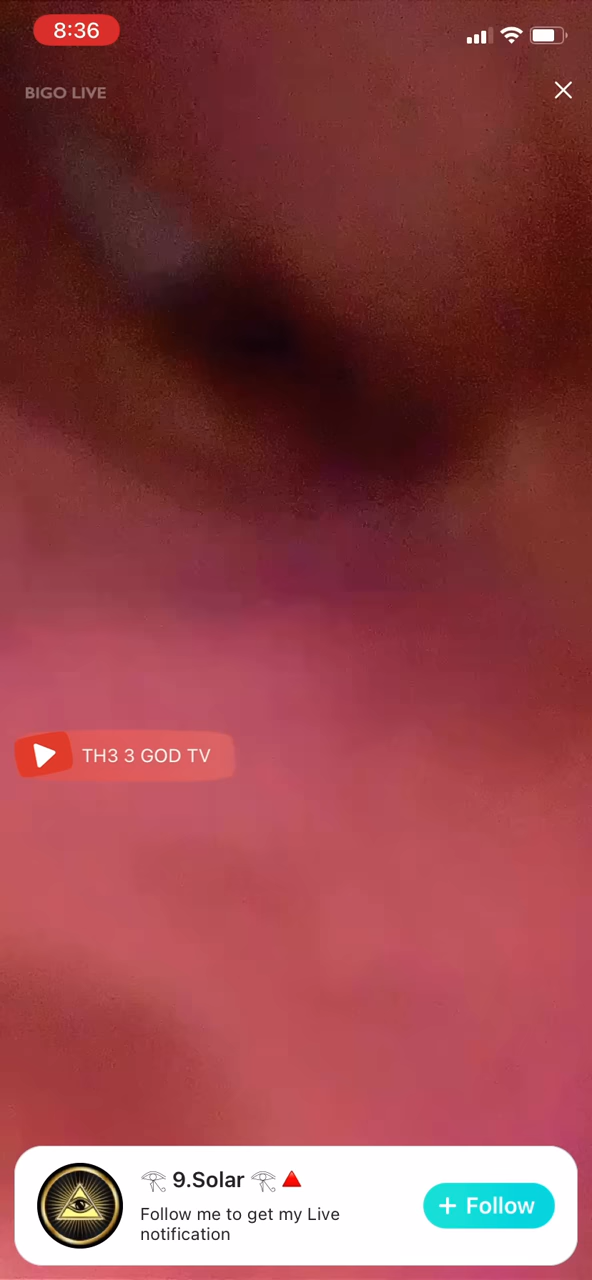 8:36
BIGO LIVE
TH3 3 GOD TV
𓂀 9.Solar 𓂀🔺
Follow me to get my Live
notification
+ Follow